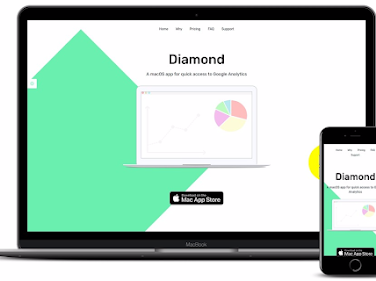 Home Why Pricing FAQ Support
Diamond
A macOS app for quick access to Google Analytics
Download on the
Mac App Store
MacBook
Home Why Pricing FAQ
Support
Diamond
A macOS app for quick access to Google
Analytics
Download on the
Mac App Store